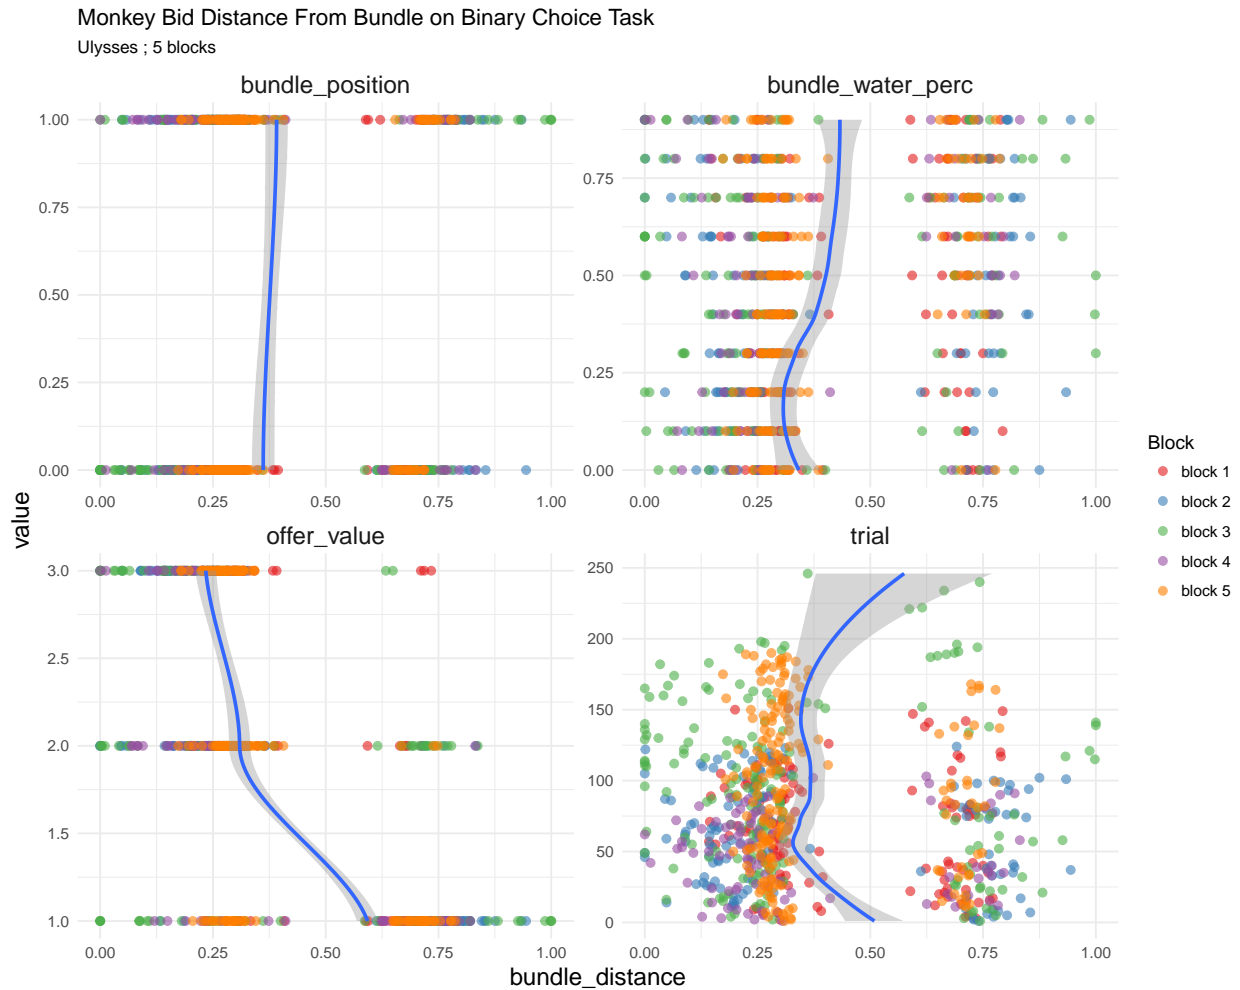 Monkey Bid Distance From Bundle on Binary Choice Task
Ulysses ; 5 blocks
bundle_position
bundle_water_perc
1.00
0.75
0.50
0.25
0.00
0.75
0.50
0.25
0.00
0.00 0.25 0.50 0.75 1.00
0.00 0.25 0.50 0.75 1.00
offer_value
trial
3.0
2.5
2.0
1.5
1.0
250
200
150
100
50
0
0.00 0.25 0.50 0.75 1.00
0.00 0.25 0.50 0.75 1.00
value
bundle_distance
Block
block 1
block 2
block 3
block 4
block 5